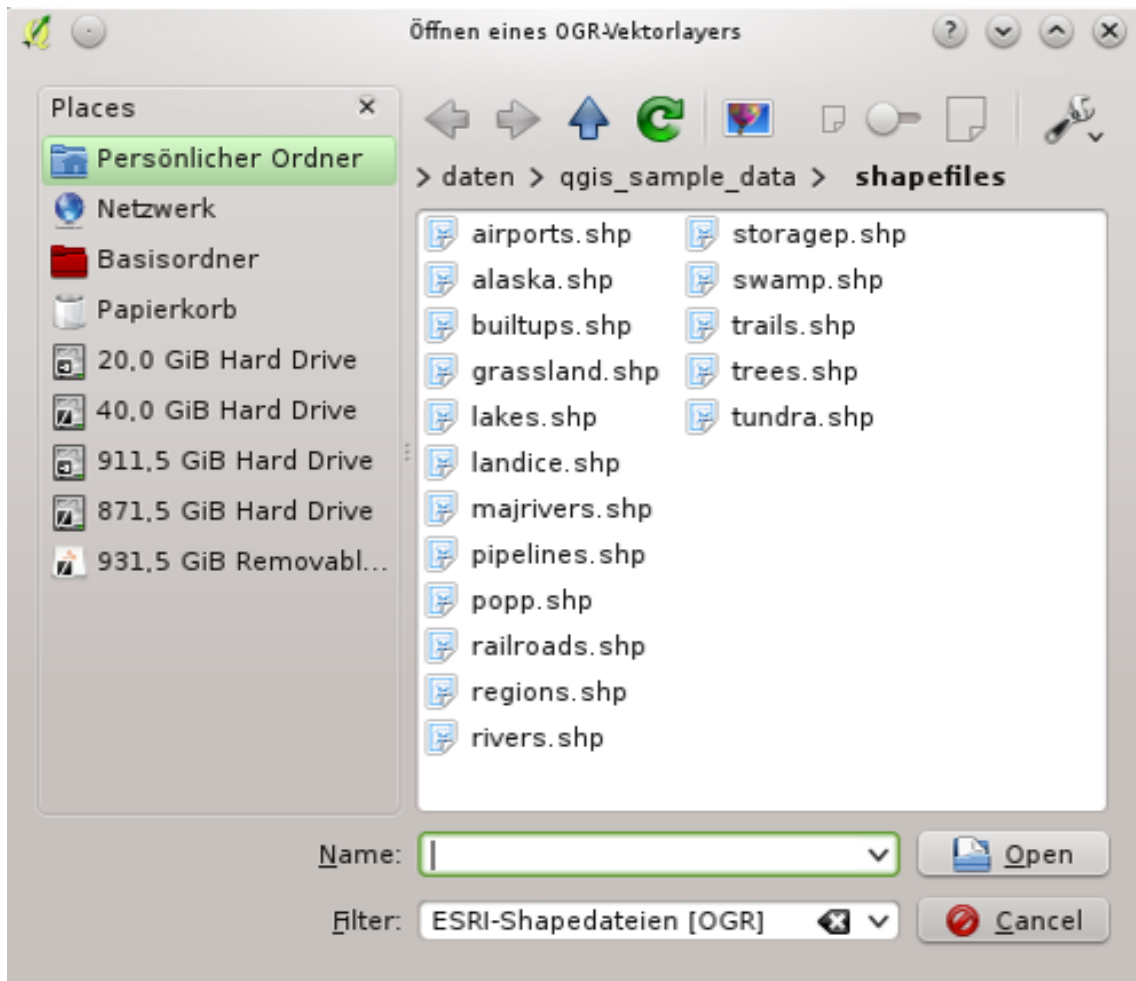 Öffnen eines OGR-Vektorlayers
Places
Persönlicher Ordner
Netzwerk
Basisordner
Papierkorb
20,0 GiB Hard Drive
40,0 GiB Hard Drive
911,5 GiB Hard Drive
871,5 GiB Hard Drive
931,5 GiB Removabl...
> daten > qgis_sample_data > shapefiles
airports.shp
alaska.shp
builtups.shp
grassland.shp
lakes.shp
landice.shp
majrivers.shp
pipelines.shp
popp.shp
railroads.shp
regions.shp
rivers.shp
storagep.shp
swamp.shp
trails.shp
trees.shp
tundra.shp
Name:
Open
Filter: ESRI-Shapedateien [OGR]
Cancel